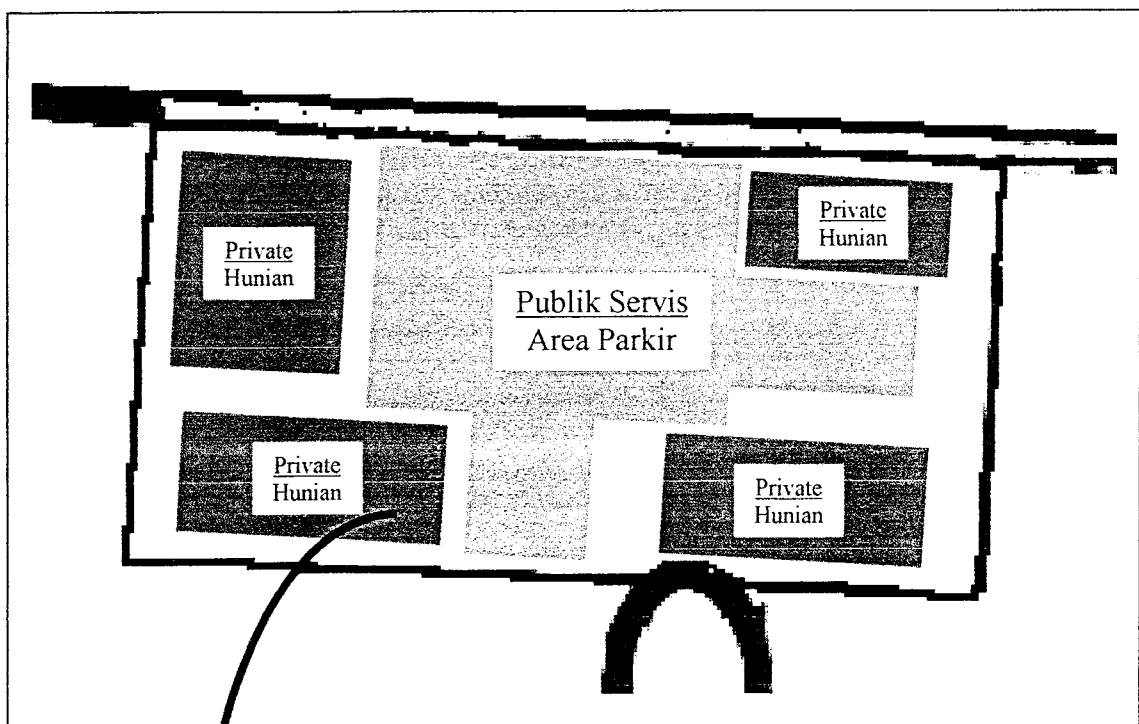 Private
Hunian
Private
Hunian
Publik Servis
Area Parkir
Private
Hunian
Private
Hunian